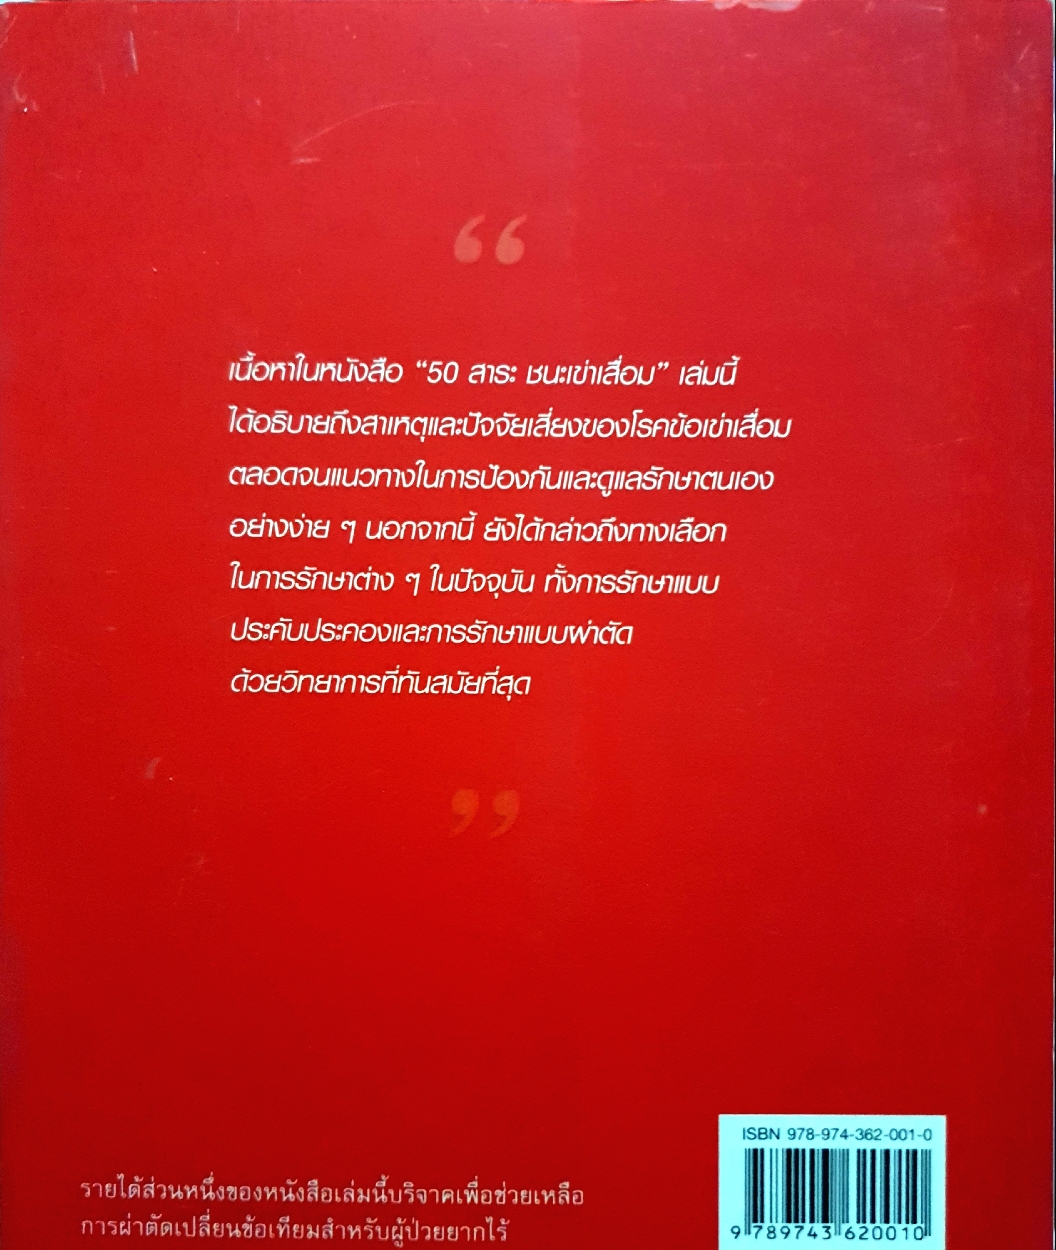 “
เนื้อหาในหนังสือ “50 สาระ ชนะเข่าเสื่อม” เล่มนี้
ได้อธิบายถึงสาเหตุและปัจจัยเสี่ยงของโรคข้อเข่าเสื่อม
ตลอดจนแนวทางในการป้องกันและดูแลรักษาตนเอง
อย่างง่าย ๆ นอกจากนี้ ยังได้กล่าวถึงทางเลือก
ในการรักษาต่าง ๆ ในปัจจุบัน ทั้งการรักษาแบบ
ประคับประคองและการรักษาแบบผ่าตัด
ด้วยวิทยาการที่ทันสมัยที่สุด
”
รายได้ส่วนหนึ่งของหนังสือเล่มนี้บริจาคเพื่อช่วยเหลือ
การผ่าตัดเปลี่ยนข้อเทียมสำหรับผู้ป่วยยากไร้
ISBN 978-974-362-001-0
9 789743 620010